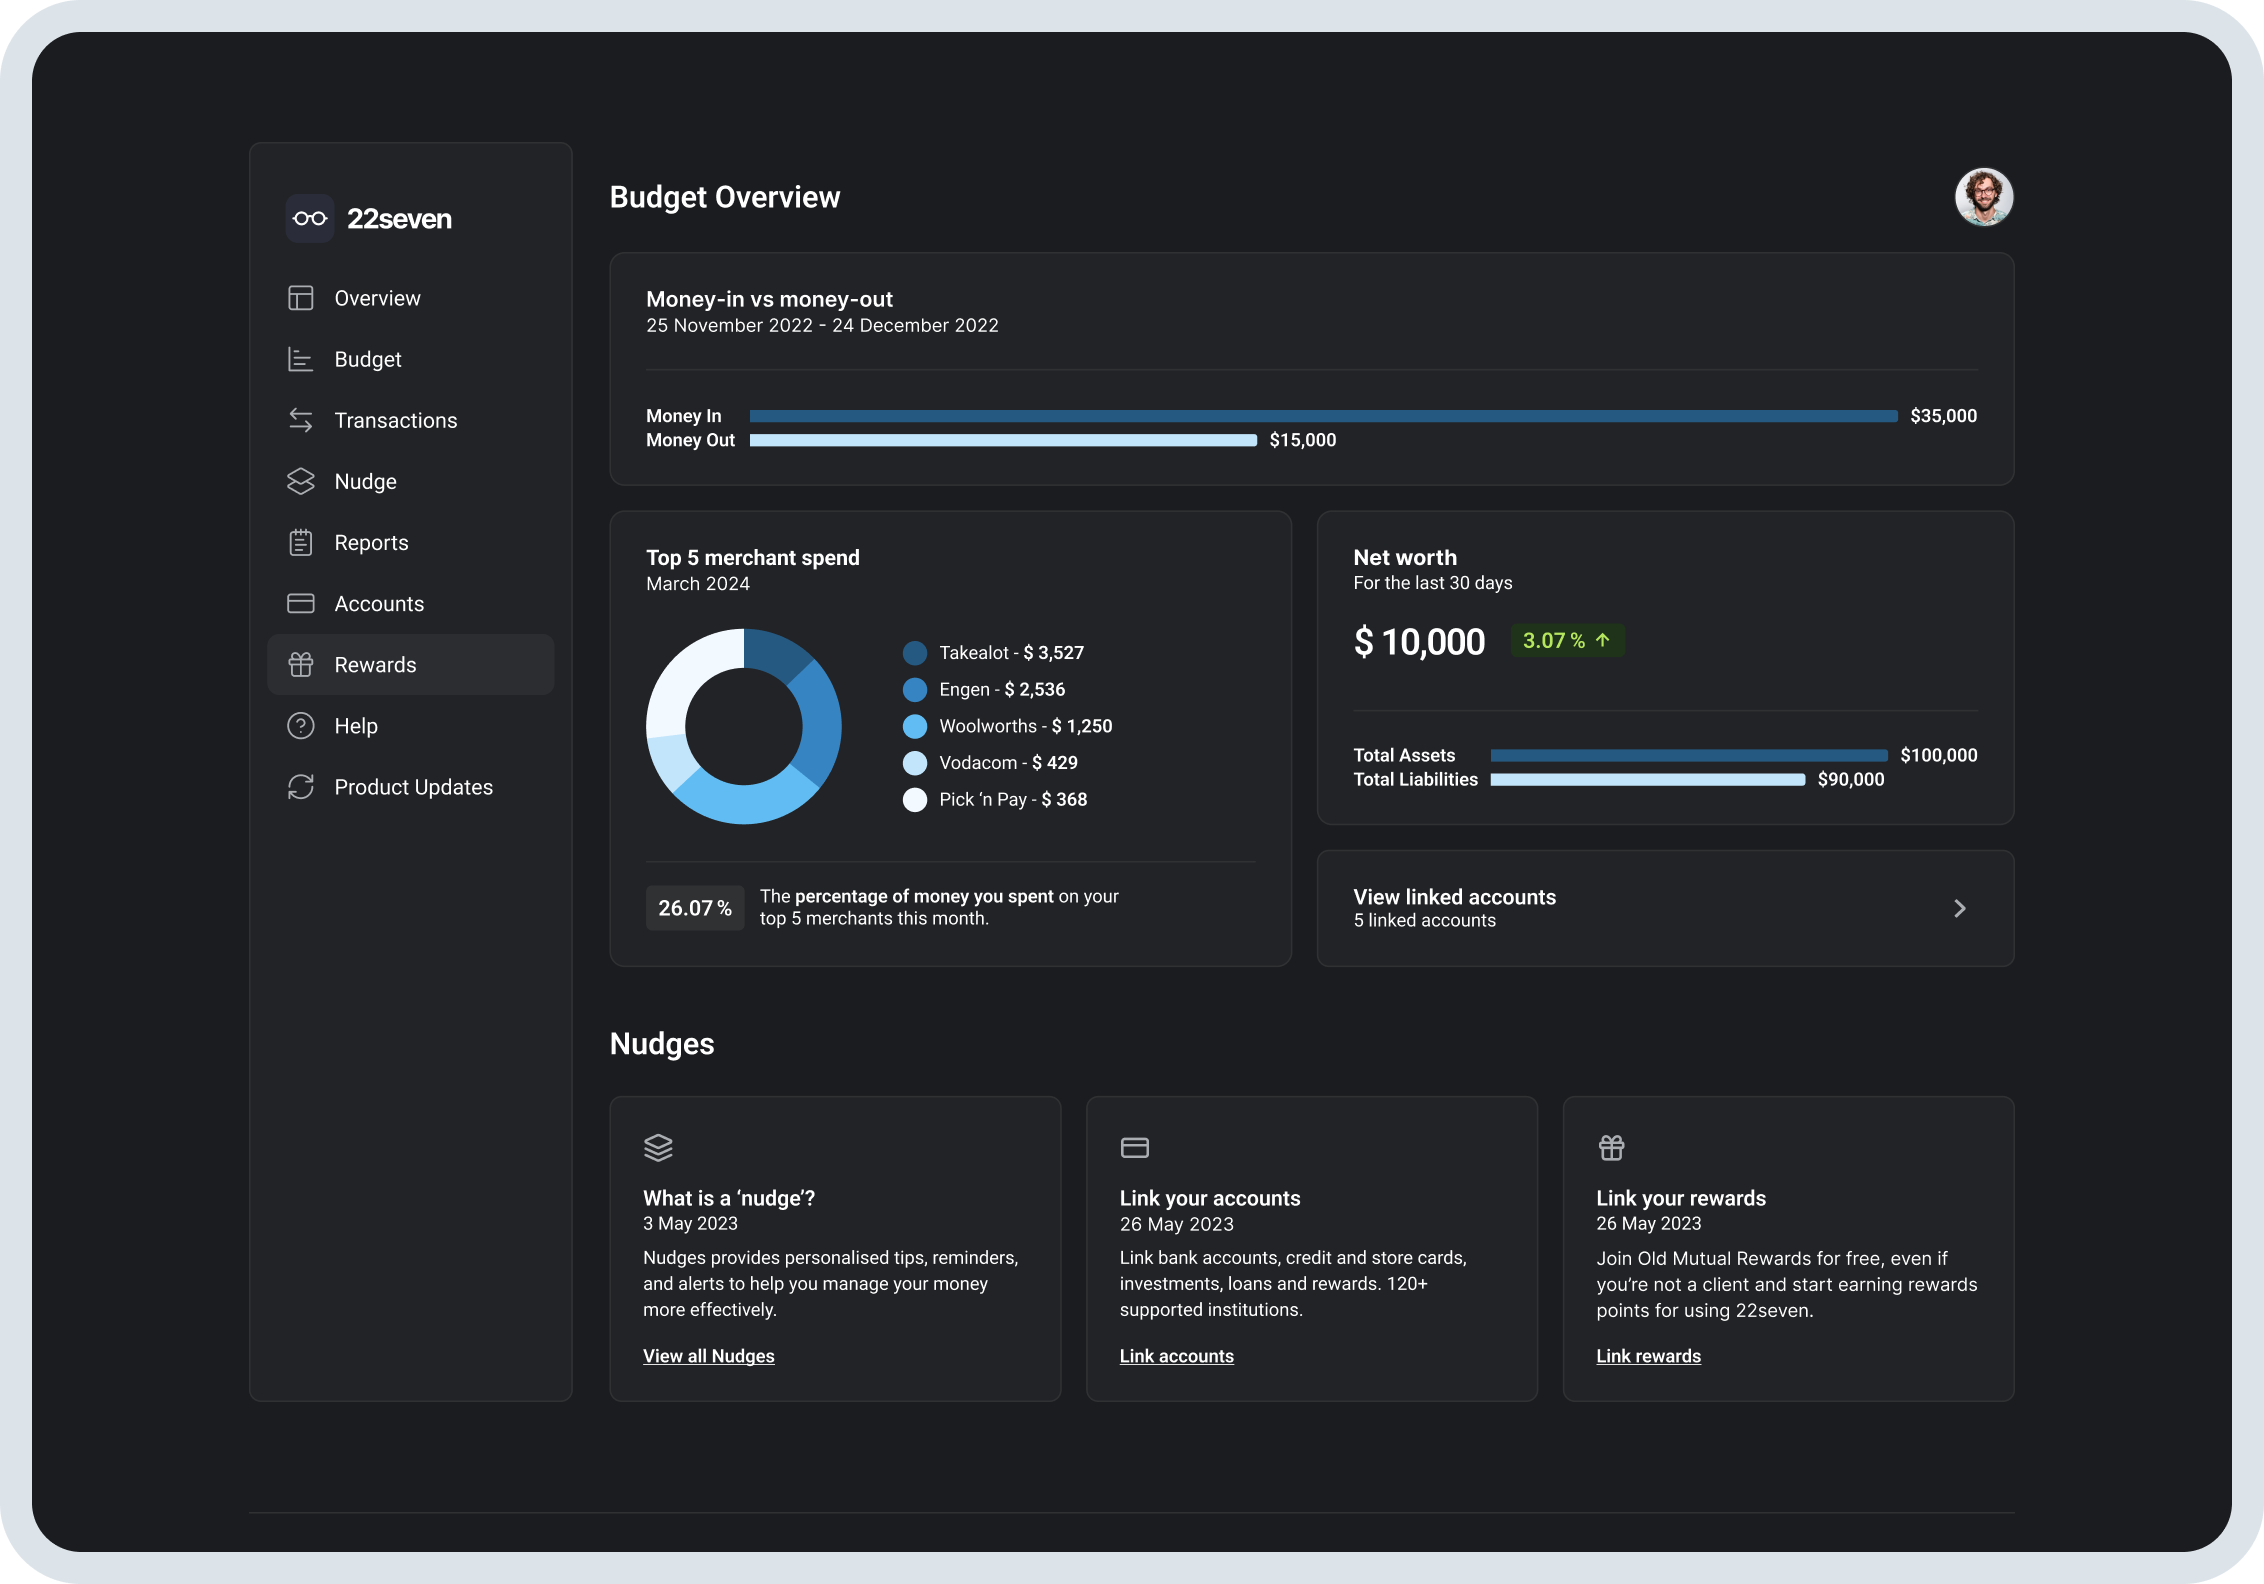 22seven
Overview
Budget
Transactions
Nudge
Reports
Accounts
Rewards
Help
Product Updates
Budget Overview
Money-in vs money-out
25 November 2022 - 24 December 2022
Money In $35,000
Money Out $15,000
Top 5 merchant spend
March 2024
Takealot - $ 3,527
Engen - $ 2,536
Woolworths - $ 1,250
Vodacom - $ 429
Pick ‘n Pay - $ 368
26.07 %
The percentage of money you spent on your
top 5 merchants this month.
Net worth
For the last 30 days
$ 10,000 3.07 % ↑
Total Assets $100,000
Total Liabilities $90,000
View linked accounts
5 linked accounts
Nudges
What is a ‘nudge’?
3 May 2023
Nudges provides personalised tips, reminders,
and alerts to help you manage your money
more effectively.
View all Nudges
Link your accounts
26 May 2023
Link bank accounts, credit and store cards,
investments, loans and rewards. 120+
supported institutions.
Link accounts
Link your rewards
26 May 2023
Join Old Mutual Rewards for free, even if
you’re not a client and start earning rewards
points for using 22seven.
Link rewards